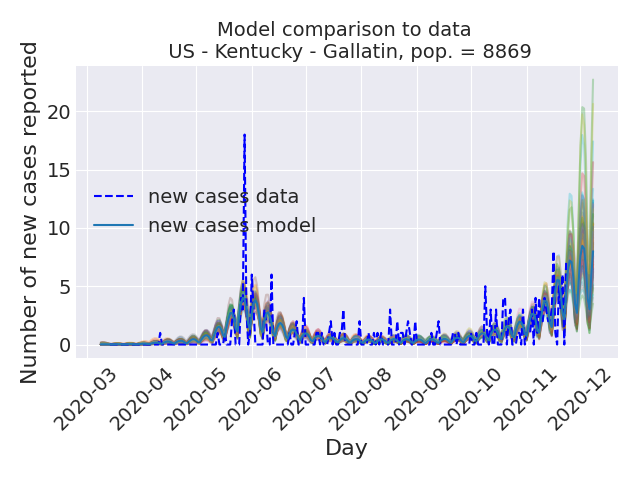 Model comparison to data
US - Kentucky - Gallatin, pop. = 8869
Number of new cases reported
20
15
10
5
0
new cases data
new cases model
2020-03
2020-04
2020-05
2020-06
2020-07
2020-08
2020-09
2020-10
2020-11
2020-12
Day